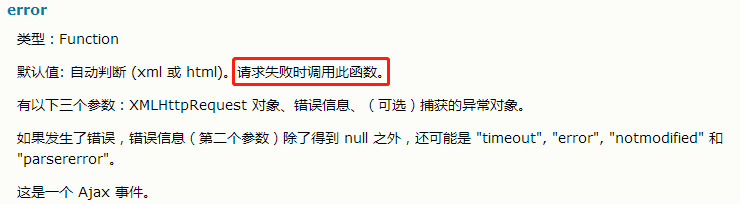 error
类型：Function
默认值: 自动判断 (xml 或 html)。请求失败时调用此函数。
有以下三个参数：XMLHttpRequest 对象、错误信息、（可选）捕获的异常对象。
如果发生了错误，错误信息（第二个参数）除了得到 null 之外，还可能是 "timeout", "error", "notmodified" 和
"parsererror"。
这是一个 Ajax 事件。